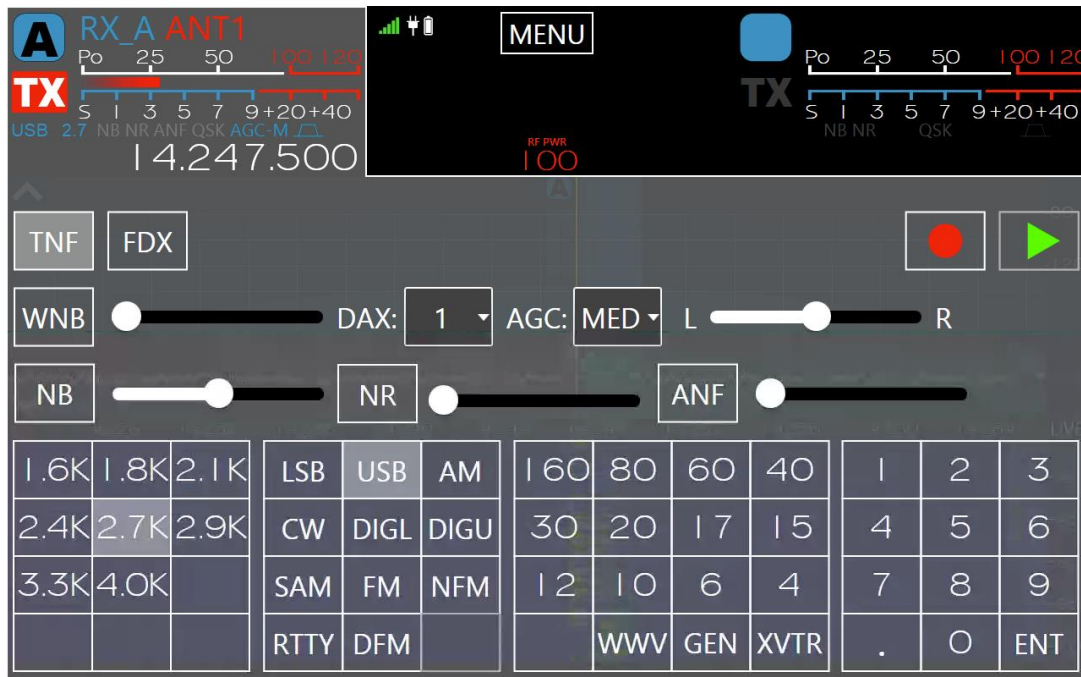 A RX_A ANT1
Po 25 50 100 120
TX
S 1 3 5 7 9+20+40
USB 2.7 NB NR ANF QSK AGC-M
14.247.500
MENU
RF PWR
100
Po 25 50 100 120
TX
S 1 3 5 7 9+20+40
NB NR QSK
A
TNF FDX
WNB DAX: 1 AGC: MED L R
NB NR ANF
LIVE
1.6K 1.8K 2.1K LSB USB AM 160 80 60 40 1 2 3
2.4K 2.7K 2.9K CW DIGL DIGU 30 20 17 15 4 5 6
3.3K 4.0K SAM FM NFM 12 10 6 4 7 8 9
RTTY DFM WWV GEN XVTR . 0 ENT